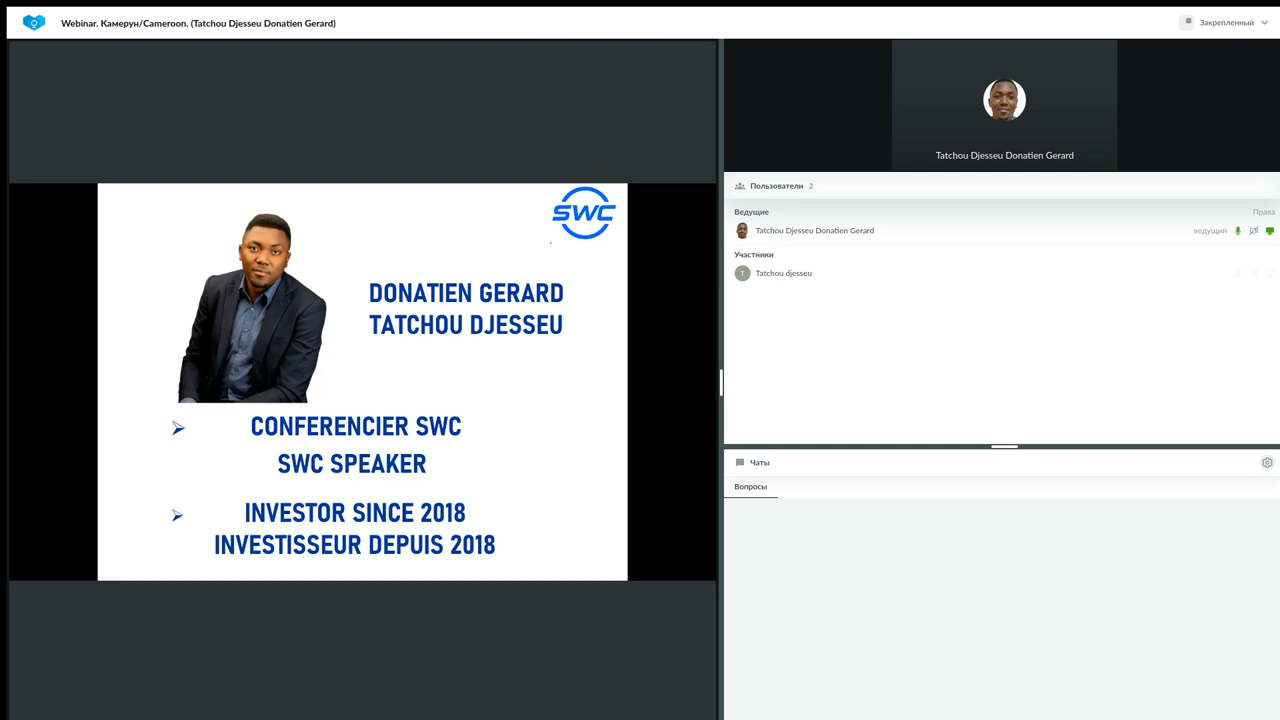 Webinar. Камерун/Cameroon. (Tatchou Djesseu Donatien Gerard)
Закрепленный
SWC
DONATIEN GERARD
TATCHOU DJESSEU
CONFERENCIER SWC
SWC SPEAKER
INVESTOR SINCE 2018
INVESTISSEUR DEPUIS 2018
Tatchou Djesseu Donatien Gerard
Пользователи 2
Ведущие Права
Tatchou Djesseu Donatien Gerard ведущий
Участники
T Tatchou djesseu
Чаты
Вопросы